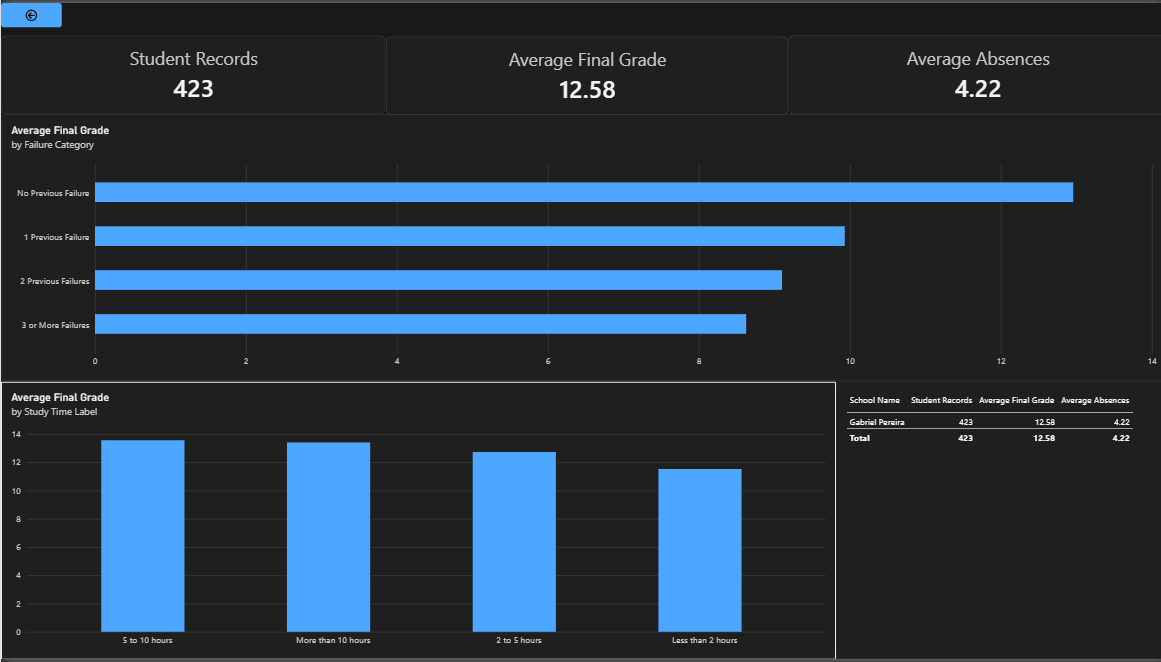 Student Records
423
Average Final Grade
12.58
Average Absences
4.22
Average Final Grade
by Failure Category
No Previous Failure
1 Previous Failure
2 Previous Failures
3 or More Failures
0 2 4 6 8 10 12 14
Average Final Grade
by Study Time Label
14
12
10
8
6
4
2
0
5 to 10 hours More than 10 hours 2 to 5 hours Less than 2 hours
School Name Student Records Average Final Grade Average Absences
Gabriel Pereira 423 12.58 4.22
Total 423 12.58 4.22